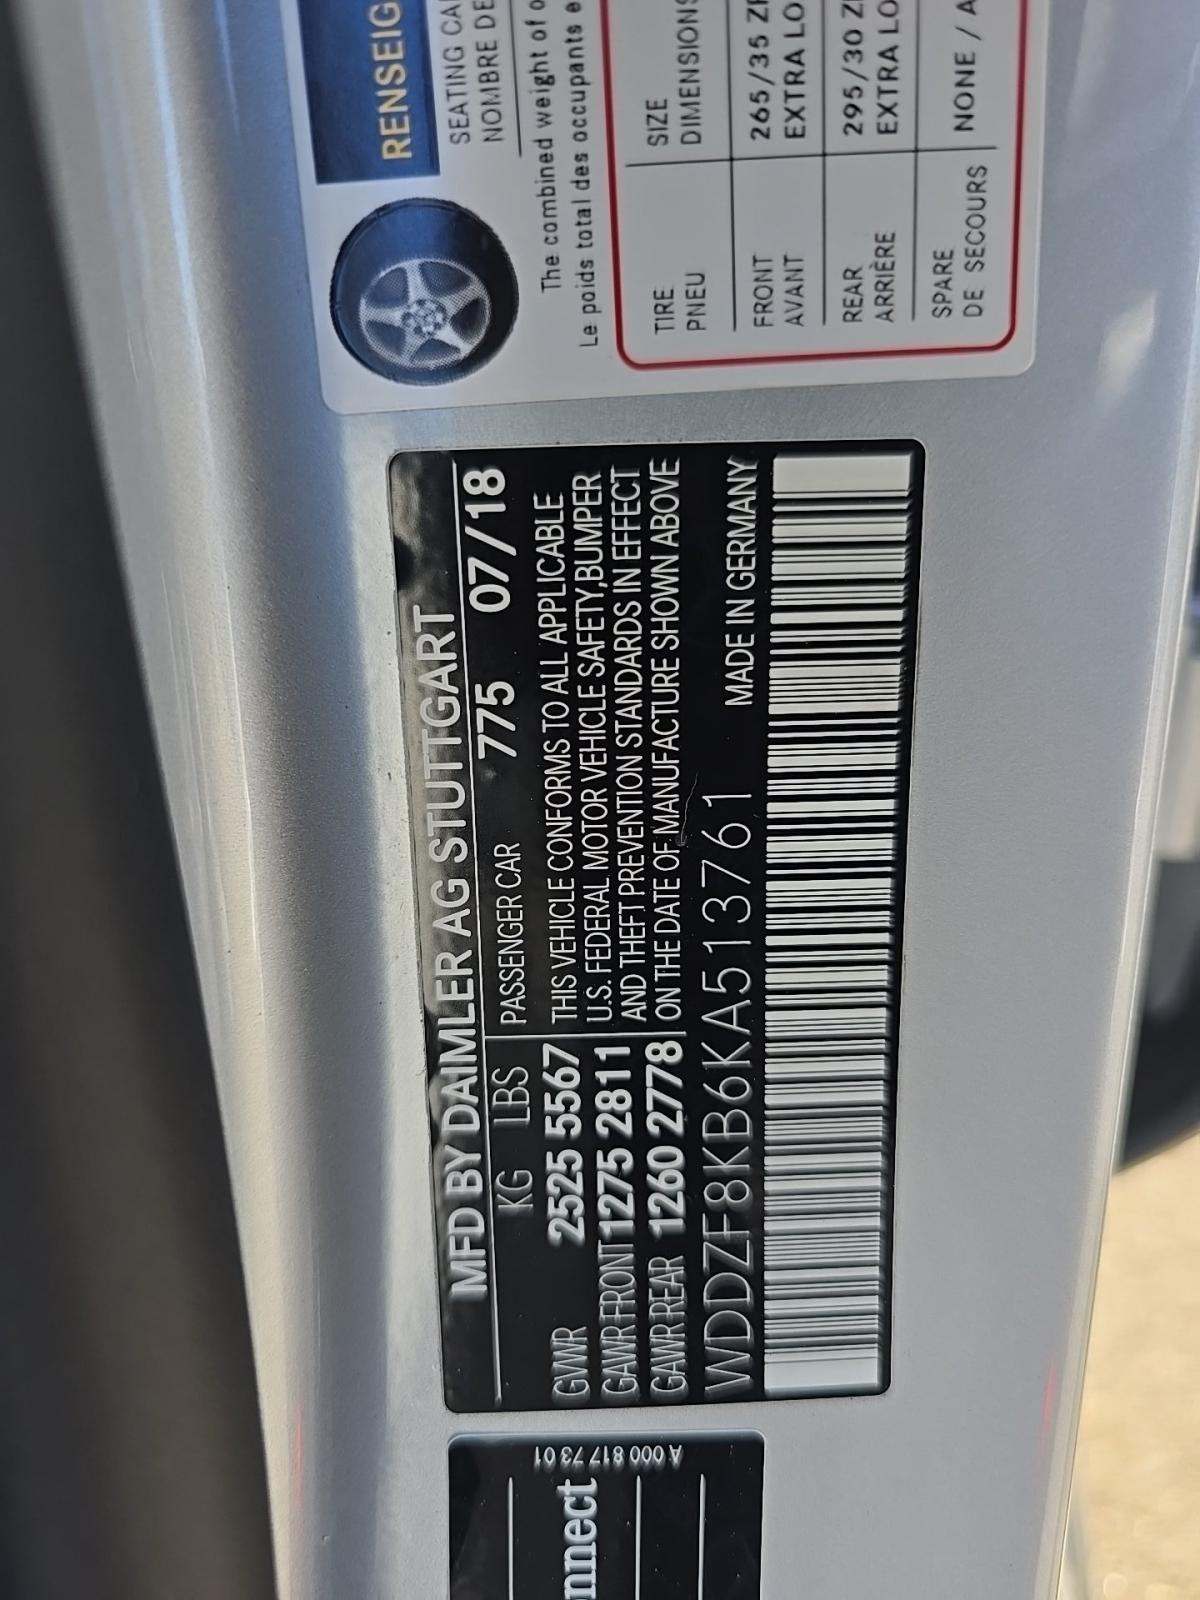 RENSEIG
SEATING CA
NOMBRE DE
The combined weight of o
Le poids total des occupants e
TIRE SIZE
PNEU DIMENSIONS
FRONT 265/35 ZR
AVANT EXTRA LO
REAR 295/30 ZR
ARRIÈRE EXTRA LO
SPARE NONE / A
DE SECOURS
MFD BY DAIMLER AG STUTTGART
KG LBS PASSENGER CAR 775 07/18
GVWR 2525 5567 THIS VEHICLE CONFORMS TO ALL APPLICABLE
GAWR FRONT 1275 2811 U.S. FEDERAL MOTOR VEHICLE SAFETY,BUMPER
AND THEFT PREVENTION STANDARDS IN EFFECT
GAWR REAR 1260 2778 ON THE DATE OF MANUFACTURE SHOWN ABOVE
WDDZF8KB6KA513761 MADE IN GERMANY
nnect
A 000 817 73 01